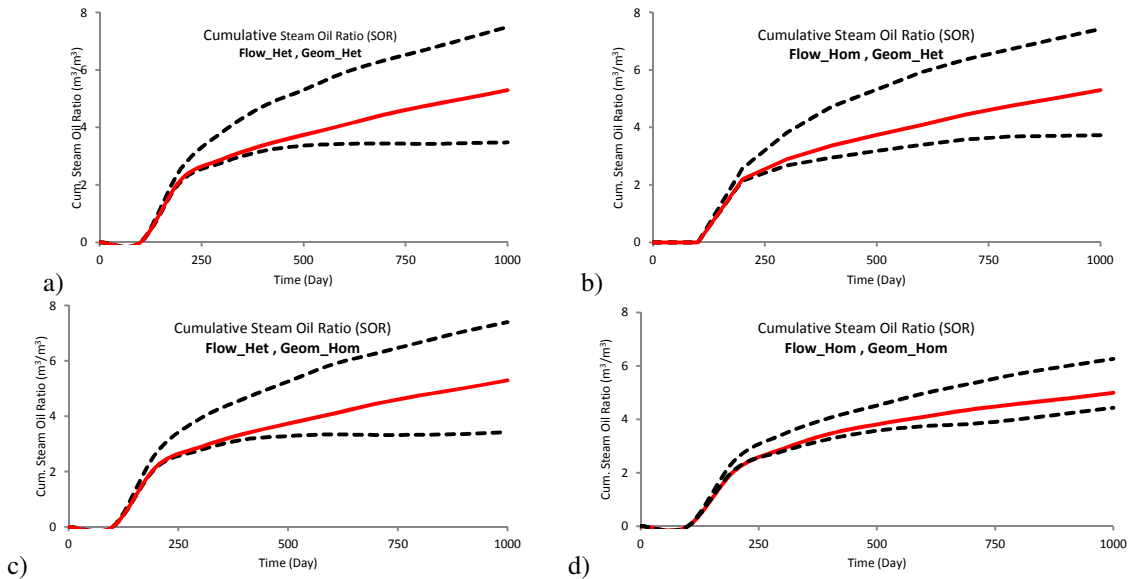 8
6
4
2
0
Cum. Steam Oil Ratio (m³/m³)
Cumulative Steam Oil Ratio (SOR)
Flow_Het , Geom_Het
0 250 500 750 1000
Time (Day)
a)
8
6
4
2
0
Cum. Steam Oil Ratio (m³/m³)
Cumulative Steam Oil Ratio (SOR)
Flow_Hom , Geom_Het
0 250 500 750 1000
Time (Day)
b)
8
6
4
2
0
Cum. Steam Oil Ratio (m³/m³)
Cumulative Steam Oil Ratio (SOR)
Flow_Het , Geom_Hom
0 250 500 750 1000
Time (Day)
c)
8
6
4
2
0
Cum. Steam Oil Ratio (m³/m³)
Cumulative Steam Oil Ratio (SOR)
Flow_Hom , Geom_Hom
0 250 500 750 1000
Time (Day)
d)